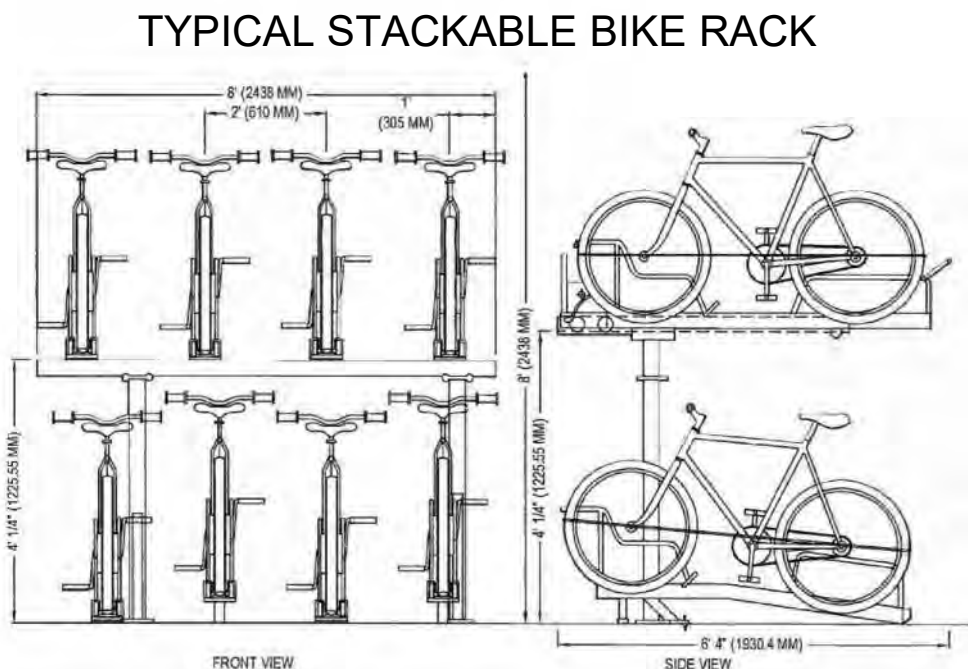 TYPICAL STACKABLE BIKE RACK
8' (2438 MM)
2' (610 MM)
1'
(305 MM)
4' 1/4" (1225.55 MM)
8' (2438 MM)
4' 1/4" (1225.55 MM)
6' 4" (1930.4 MM)
FRONT VIEW
SIDE VIEW